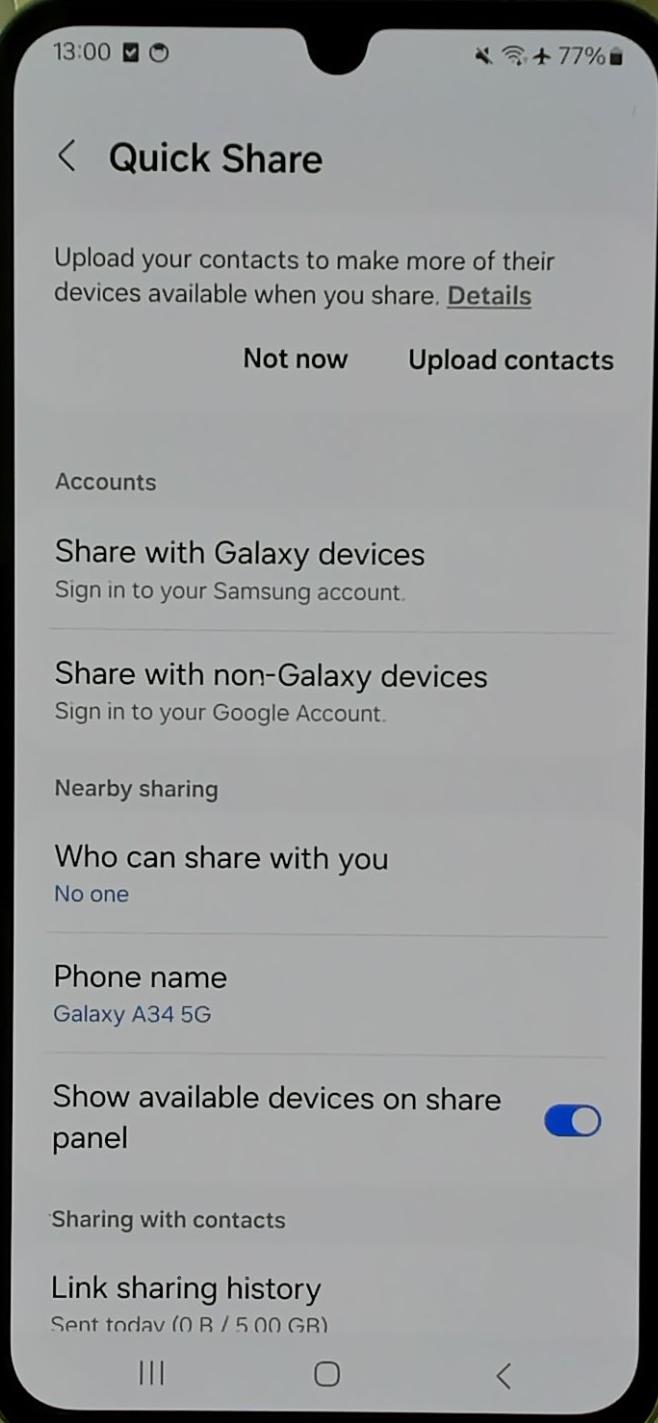 13:00 77%
Quick Share
Upload your contacts to make more of their
devices available when you share. Details
Not now Upload contacts
Accounts
Share with Galaxy devices
Sign in to your Samsung account.
Share with non-Galaxy devices
Sign in to your Google Account.
Nearby sharing
Who can share with you
No one
Phone name
Galaxy A34 5G
Show available devices on share
panel
Sharing with contacts
Link sharing history
Sent today (0 B / 5.00 GB)